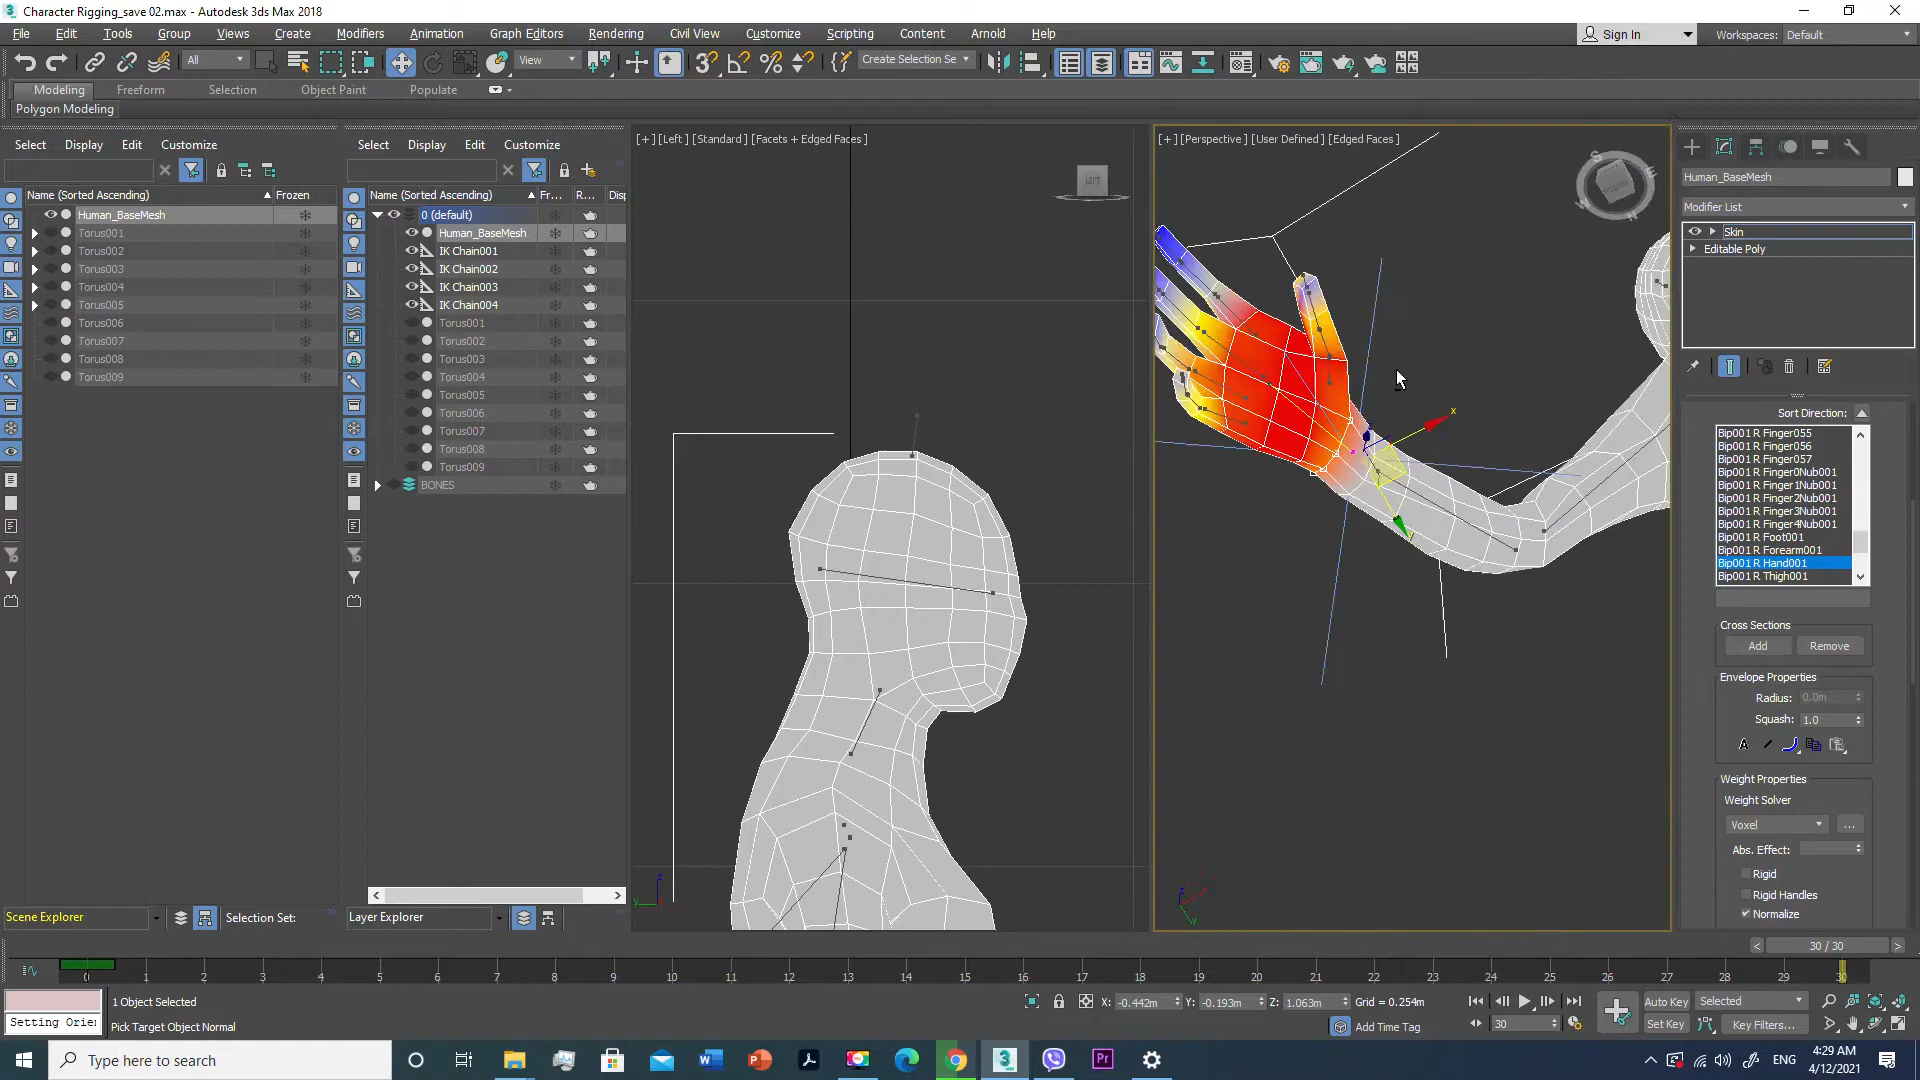 Character Rigging_save 02.max - Autodesk 3ds Max 2018
File Edit Tools Group Views Create Modifiers Animation Graph Editors Rendering Civil View Customize Scripting Content Arnold Help
Sign In Workspaces: Default
All View Create Selection Se
Modeling Freeform Selection Object Paint Populate
Polygon Modeling
Select Display Edit Customize
Name (Sorted Ascending) Frozen
Human_BaseMesh
Torus001
Torus002
Torus003
Torus004
Torus005
Torus006
Torus007
Torus008
Torus009
Scene Explorer Selection Set:
Select Display Edit Customize
Name (Sorted Ascending) Fr... R... Disp
0 (default)
Human_BaseMesh
IK Chain001
IK Chain002
IK Chain003
IK Chain004
Torus001
Torus002
Torus003
Torus004
Torus005
Torus006
Torus007
Torus008
Torus009
BONES
Layer Explorer
[+] [Left] [Standard] [Facets + Edged Faces]
LEFT
z
y
[+] [Perspective] [User Defined] [Edged Faces]
S
E
W
x
y
z
y
Human_BaseMesh
Modifier List
Skin
Editable Poly
Sort Direction:
Bip001 R Finger055
Bip001 R Finger056
Bip001 R Finger057
Bip001 R Finger0Nub001
Bip001 R Finger1Nub001
Bip001 R Finger2Nub001
Bip001 R Finger3Nub001
Bip001 R Finger4Nub001
Bip001 R Foot001
Bip001 R Forearm001
Bip001 R Hand001
Bip001 R Thigh001
Cross Sections
Add Remove
Envelope Properties
Radius: 0.0m
Squash: 1.0
A
Weight Properties
Weight Solver
Voxel ...
Abs. Effect:
Rigid
Rigid Handles
Normalize
< 30 / 30 >
0 1 2 3 4 5 6 7 8 9 10 11 12 13 14 15 16 17 18 19 20 21 22 23 24 25 26 27 28 29 30
1 Object Selected X: -0.442m Y: -0.193m Z: 1.063m Grid = 0.254m Auto Key Selected
Setting Orien Pick Target Object Normal Add Time Tag 30 Set Key Key Filters...
Type here to search ENG 4:29 AM
4/12/2021